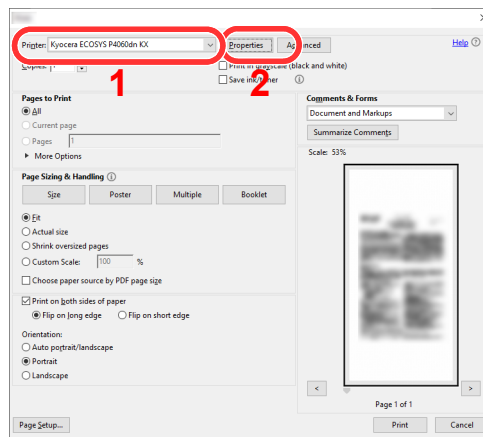 Printer: Kyocera ECOSYS P4060dn KX Properties Advanced Help
Copies: 1 Print in grayscale (black and white)
1 2
Save ink/toner
Pages to Print
All
Current page
Pages 1
More Options
Comments & Forms
Document and Markups
Summarize Comments
Scale: 53%
Page Sizing & Handling
Size Poster Multiple Booklet
Fit
Actual size
Shrink oversized pages
Custom Scale: 100 %
Choose paper source by PDF page size
Print on both sides of paper
Flip on long edge Flip on short edge
Orientation:
Auto portrait/landscape
Portrait
Landscape
< >
Page 1 of 1
Page Setup... Print Cancel